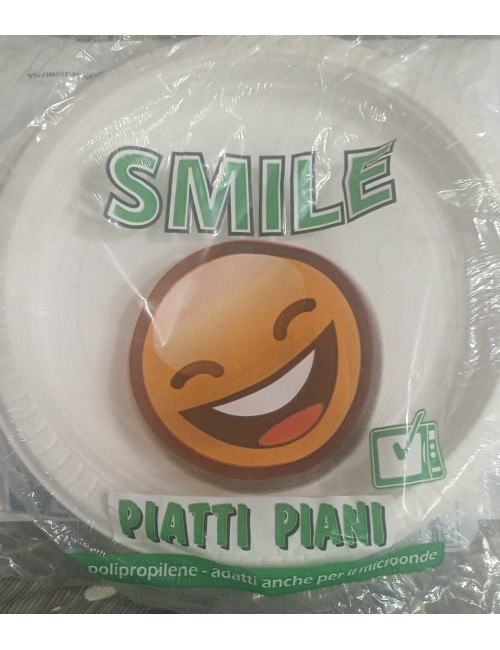 SMILE
PIATTI PIANI
polipropilene - adatti anche per il microonde